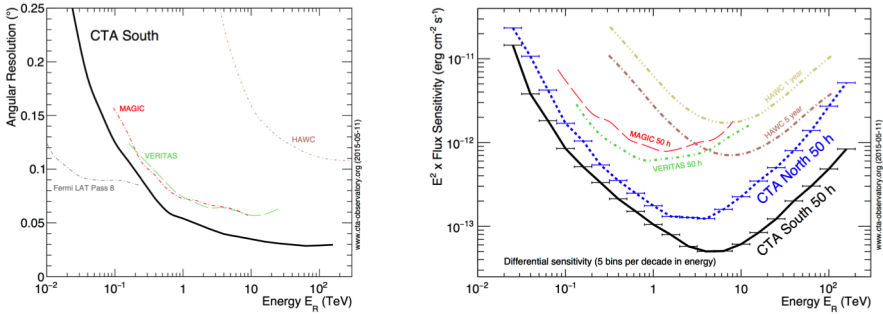 Angular Resolution (°)
0.25
0.2
0.15
0.1
0.05
0
CTA South
MAGIC
VERITAS
HAWC
Fermi LAT Pass 8
www.cta-observatory.org (2015-05-11)
10⁻² 10⁻¹ 1 10 10²
Energy E_R (TeV)
E² x Flux Sensitivity (erg cm⁻² s⁻¹)
10⁻¹¹
10⁻¹²
10⁻¹³
HAWC 1 year
HAWC 5 year
MAGIC 50 h
VERITAS 50 h
CTA North 50 h
CTA South 50 h
Differential sensitivity (5 bins per decade in energy)
www.cta-observatory.org (2015-05-11)
10⁻² 10⁻¹ 1 10 10²
Energy E_R (TeV)